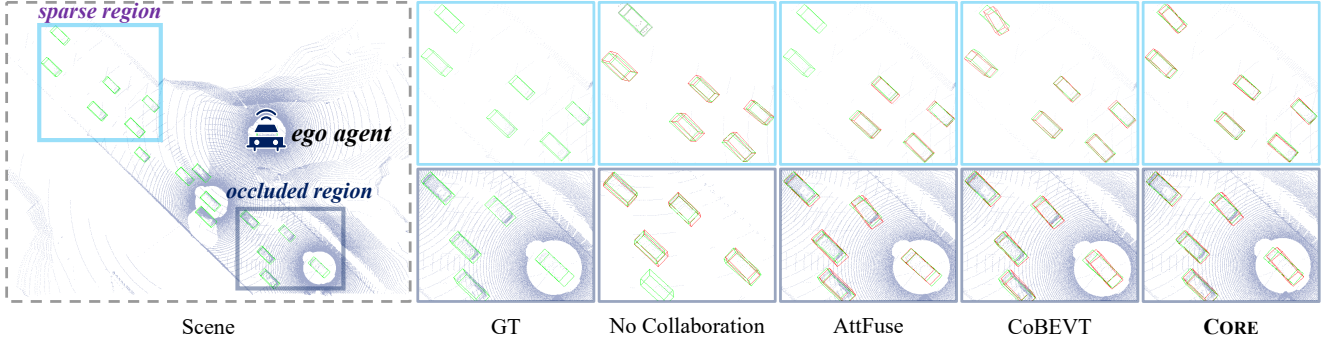 sparse region
ego agent
occluded region
Scene
GT
No Collaboration
AttFuse
CoBEVT
CORE